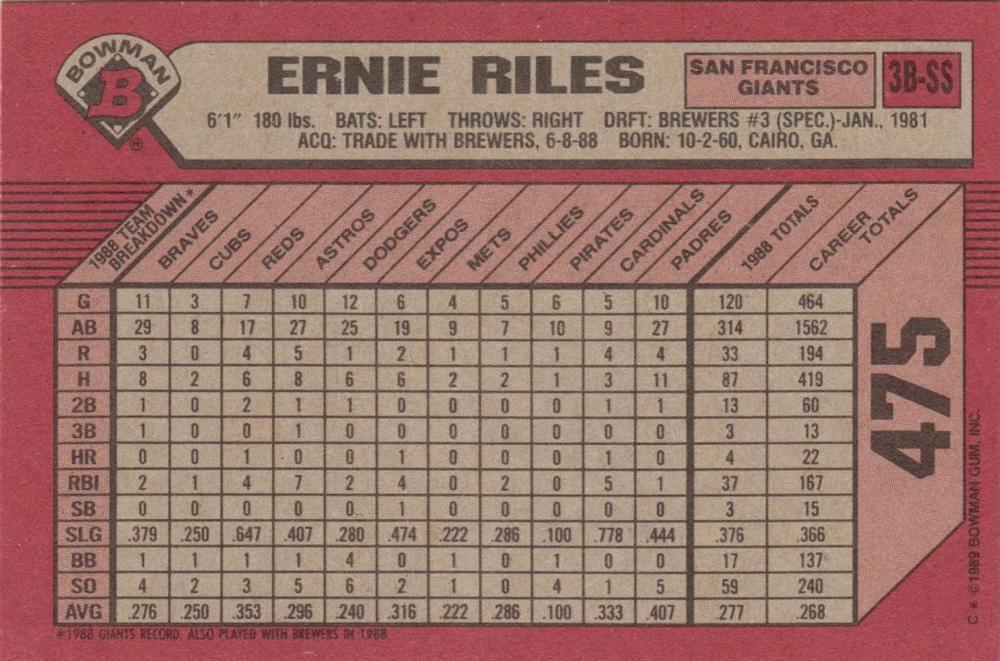 BOWMAN
B
®
ERNIE RILES
SAN FRANCISCO
GIANTS
3B-SS
6'1" 180 lbs. BATS: LEFT THROWS: RIGHT DRFT: BREWERS #3 (SPEC.)-JAN., 1981
ACQ: TRADE WITH BREWERS, 6-8-88 BORN: 10-2-60, CAIRO, GA.
1988 TEAM BREAKDOWN* BRAVES CUBS REDS ASTROS DODGERS EXPOS METS PHILLIES PIRATES CARDINALS PADRES 1988 TOTALS CAREER TOTALS
G 11 3 7 10 12 6 4 5 6 5 10 120 464
AB 29 8 17 27 25 19 9 7 10 9 27 314 1562
R 3 0 4 5 1 2 1 1 1 4 4 33 194
H 8 2 6 8 6 6 2 2 1 3 11 87 419
2B 1 0 2 1 1 0 0 0 0 1 1 13 60
3B 1 0 0 1 0 0 0 0 0 0 0 3 13
HR 0 0 1 0 0 1 0 0 0 1 0 4 22
RBI 2 1 4 7 2 4 0 2 0 5 1 37 167
SB 0 0 0 0 0 1 0 0 0 0 0 3 15
SLG .379 .250 .647 .407 .280 .474 .222 .286 .100 .778 .444 .376 .366
BB 1 1 1 1 4 0 1 0 1 0 0 17 137
SO 4 2 3 5 6 2 1 0 4 1 5 59 240
AVG .276 .250 .353 .296 .240 .316 .222 .286 .100 .333 .407 .277 .268
*1988 GIANTS RECORD. ALSO PLAYED WITH BREWERS IN 1988
475
C * ©1989 BOWMAN GUM, INC.